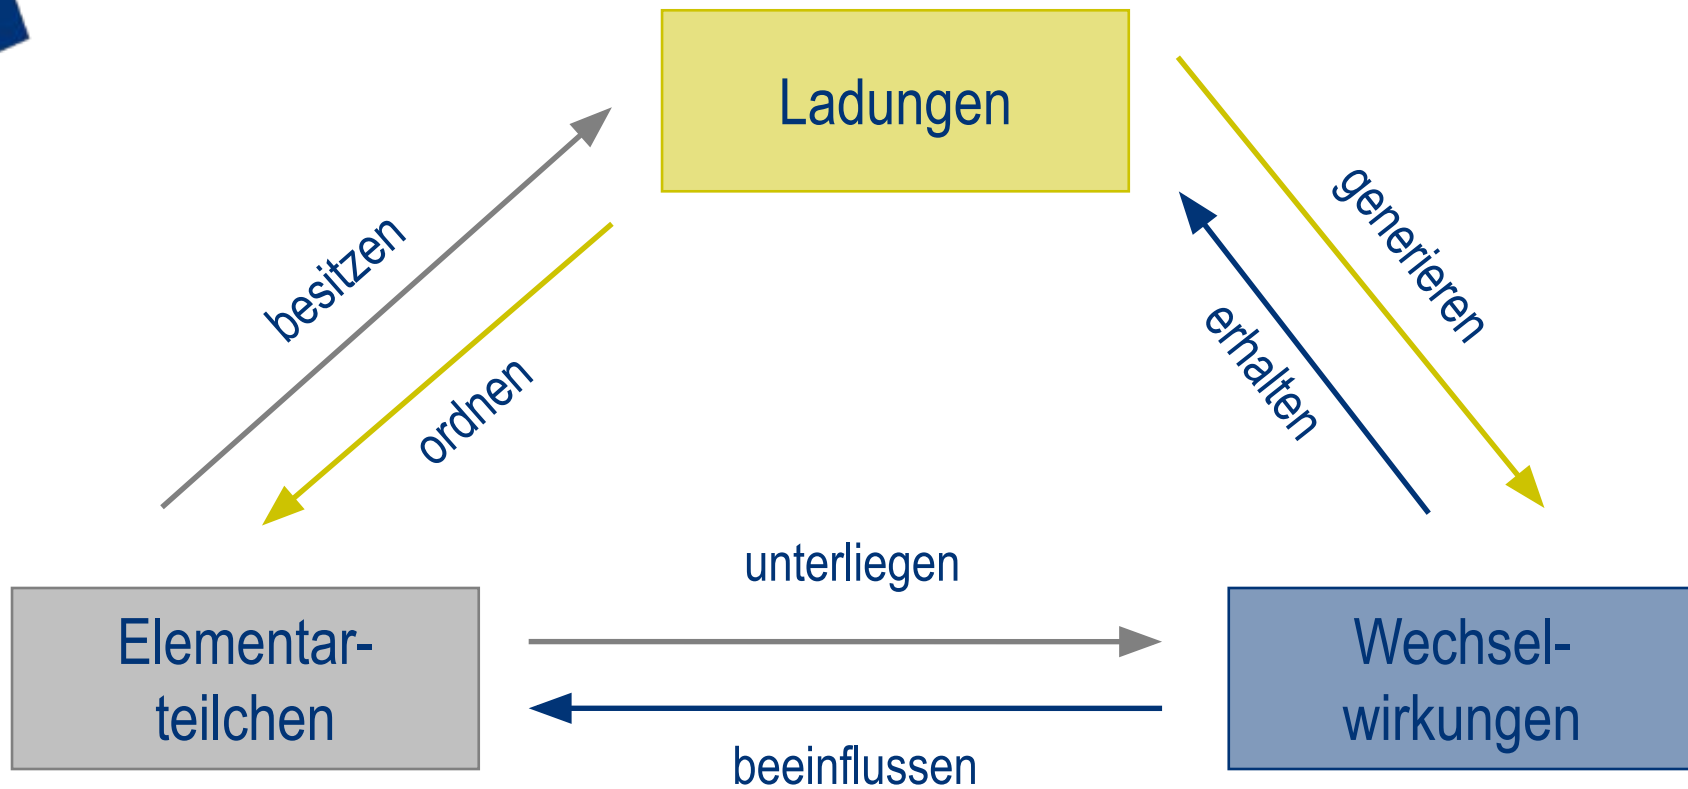 Ladungen
generieren
besitzen
erhalten
ordnen
unterliegen
Elementar-
teilchen
Wechsel-
wirkungen
beeinflussen